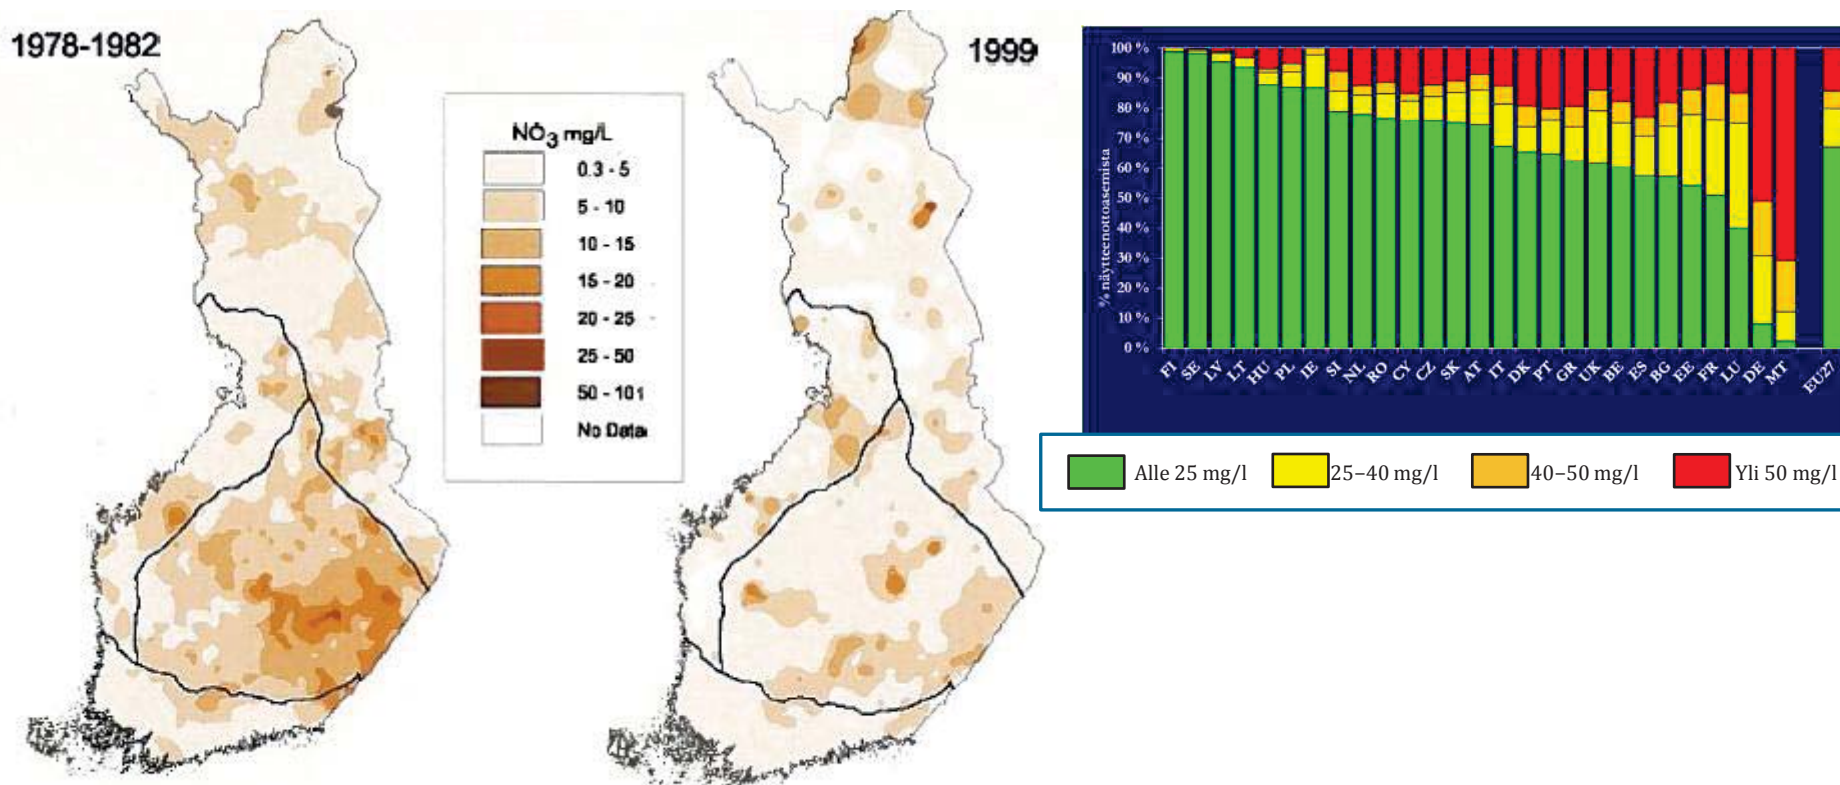 1978-1982
1999
NO3 mg/L
0.3 - 5
5 - 10
10 - 15
15 - 20
20 - 25
25 - 50
50 - 101
No Data
% näytteenottoasemista
100 %
90 %
80 %
70 %
60 %
50 %
40 %
30 %
20 %
10 %
0 %
FI SE LV LT HU PL IE SI NL RO CY CZ SK AT IT DK PT GR UK BE ES BG EE FR LU DE MT EU27
Alle 25 mg/l 25–40 mg/l 40–50 mg/l Yli 50 mg/l